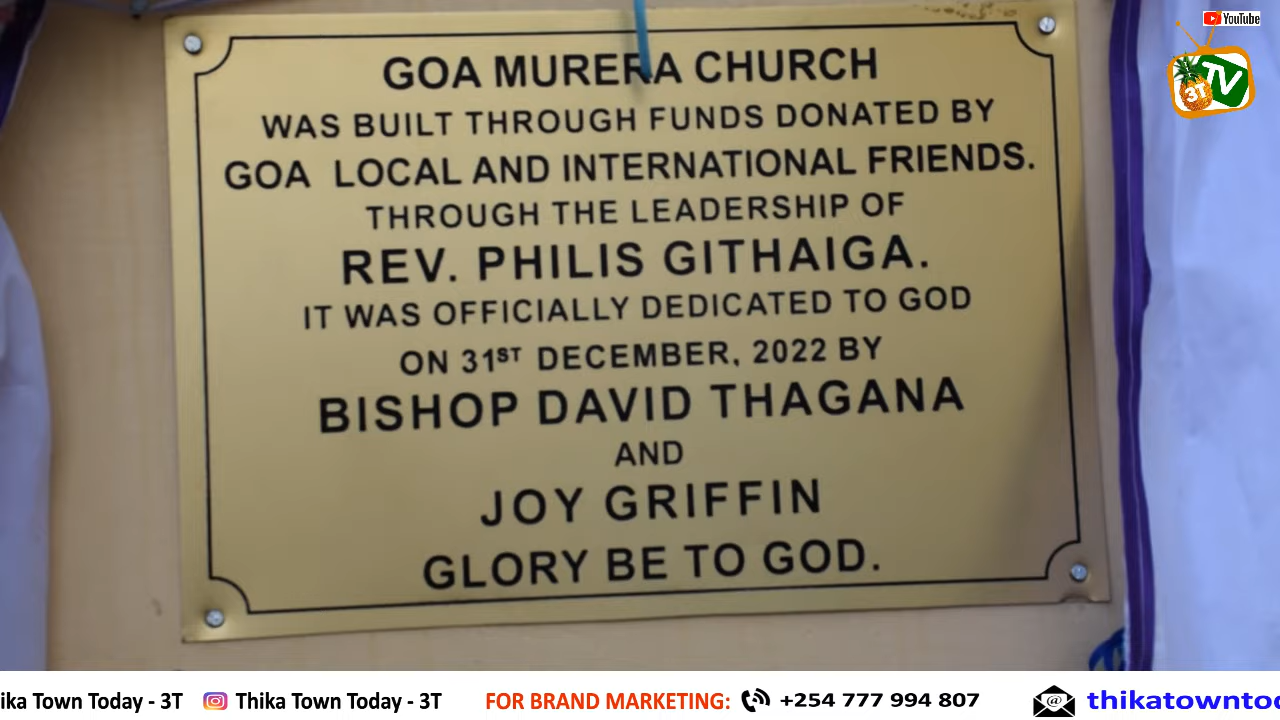 GOA MURERA CHURCH
WAS BUILT THROUGH FUNDS DONATED BY
GOA LOCAL AND INTERNATIONAL FRIENDS.
THROUGH THE LEADERSHIP OF
REV. PHILIS GITHAIGA.
IT WAS OFFICIALLY DEDICATED TO GOD
ON 31ST DECEMBER, 2022 BY
BISHOP DAVID THAGANA
AND
JOY GRIFFIN
GLORY BE TO GOD.
YouTube
3T TV
ika Town Today - 3T Thika Town Today - 3T FOR BRAND MARKETING: +254 777 994 807 thikatowntod